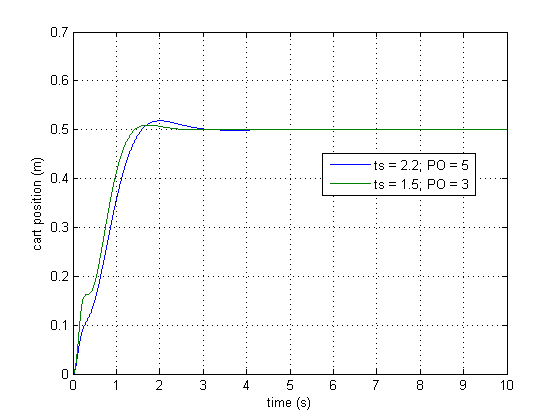 0.7
0.6
0.5
0.4
0.3
0.2
0.1
0
cart position (m)
ts = 2.2; PO = 5
ts = 1.5; PO = 3
0 1 2 3 4 5 6 7 8 9 10
time (s)